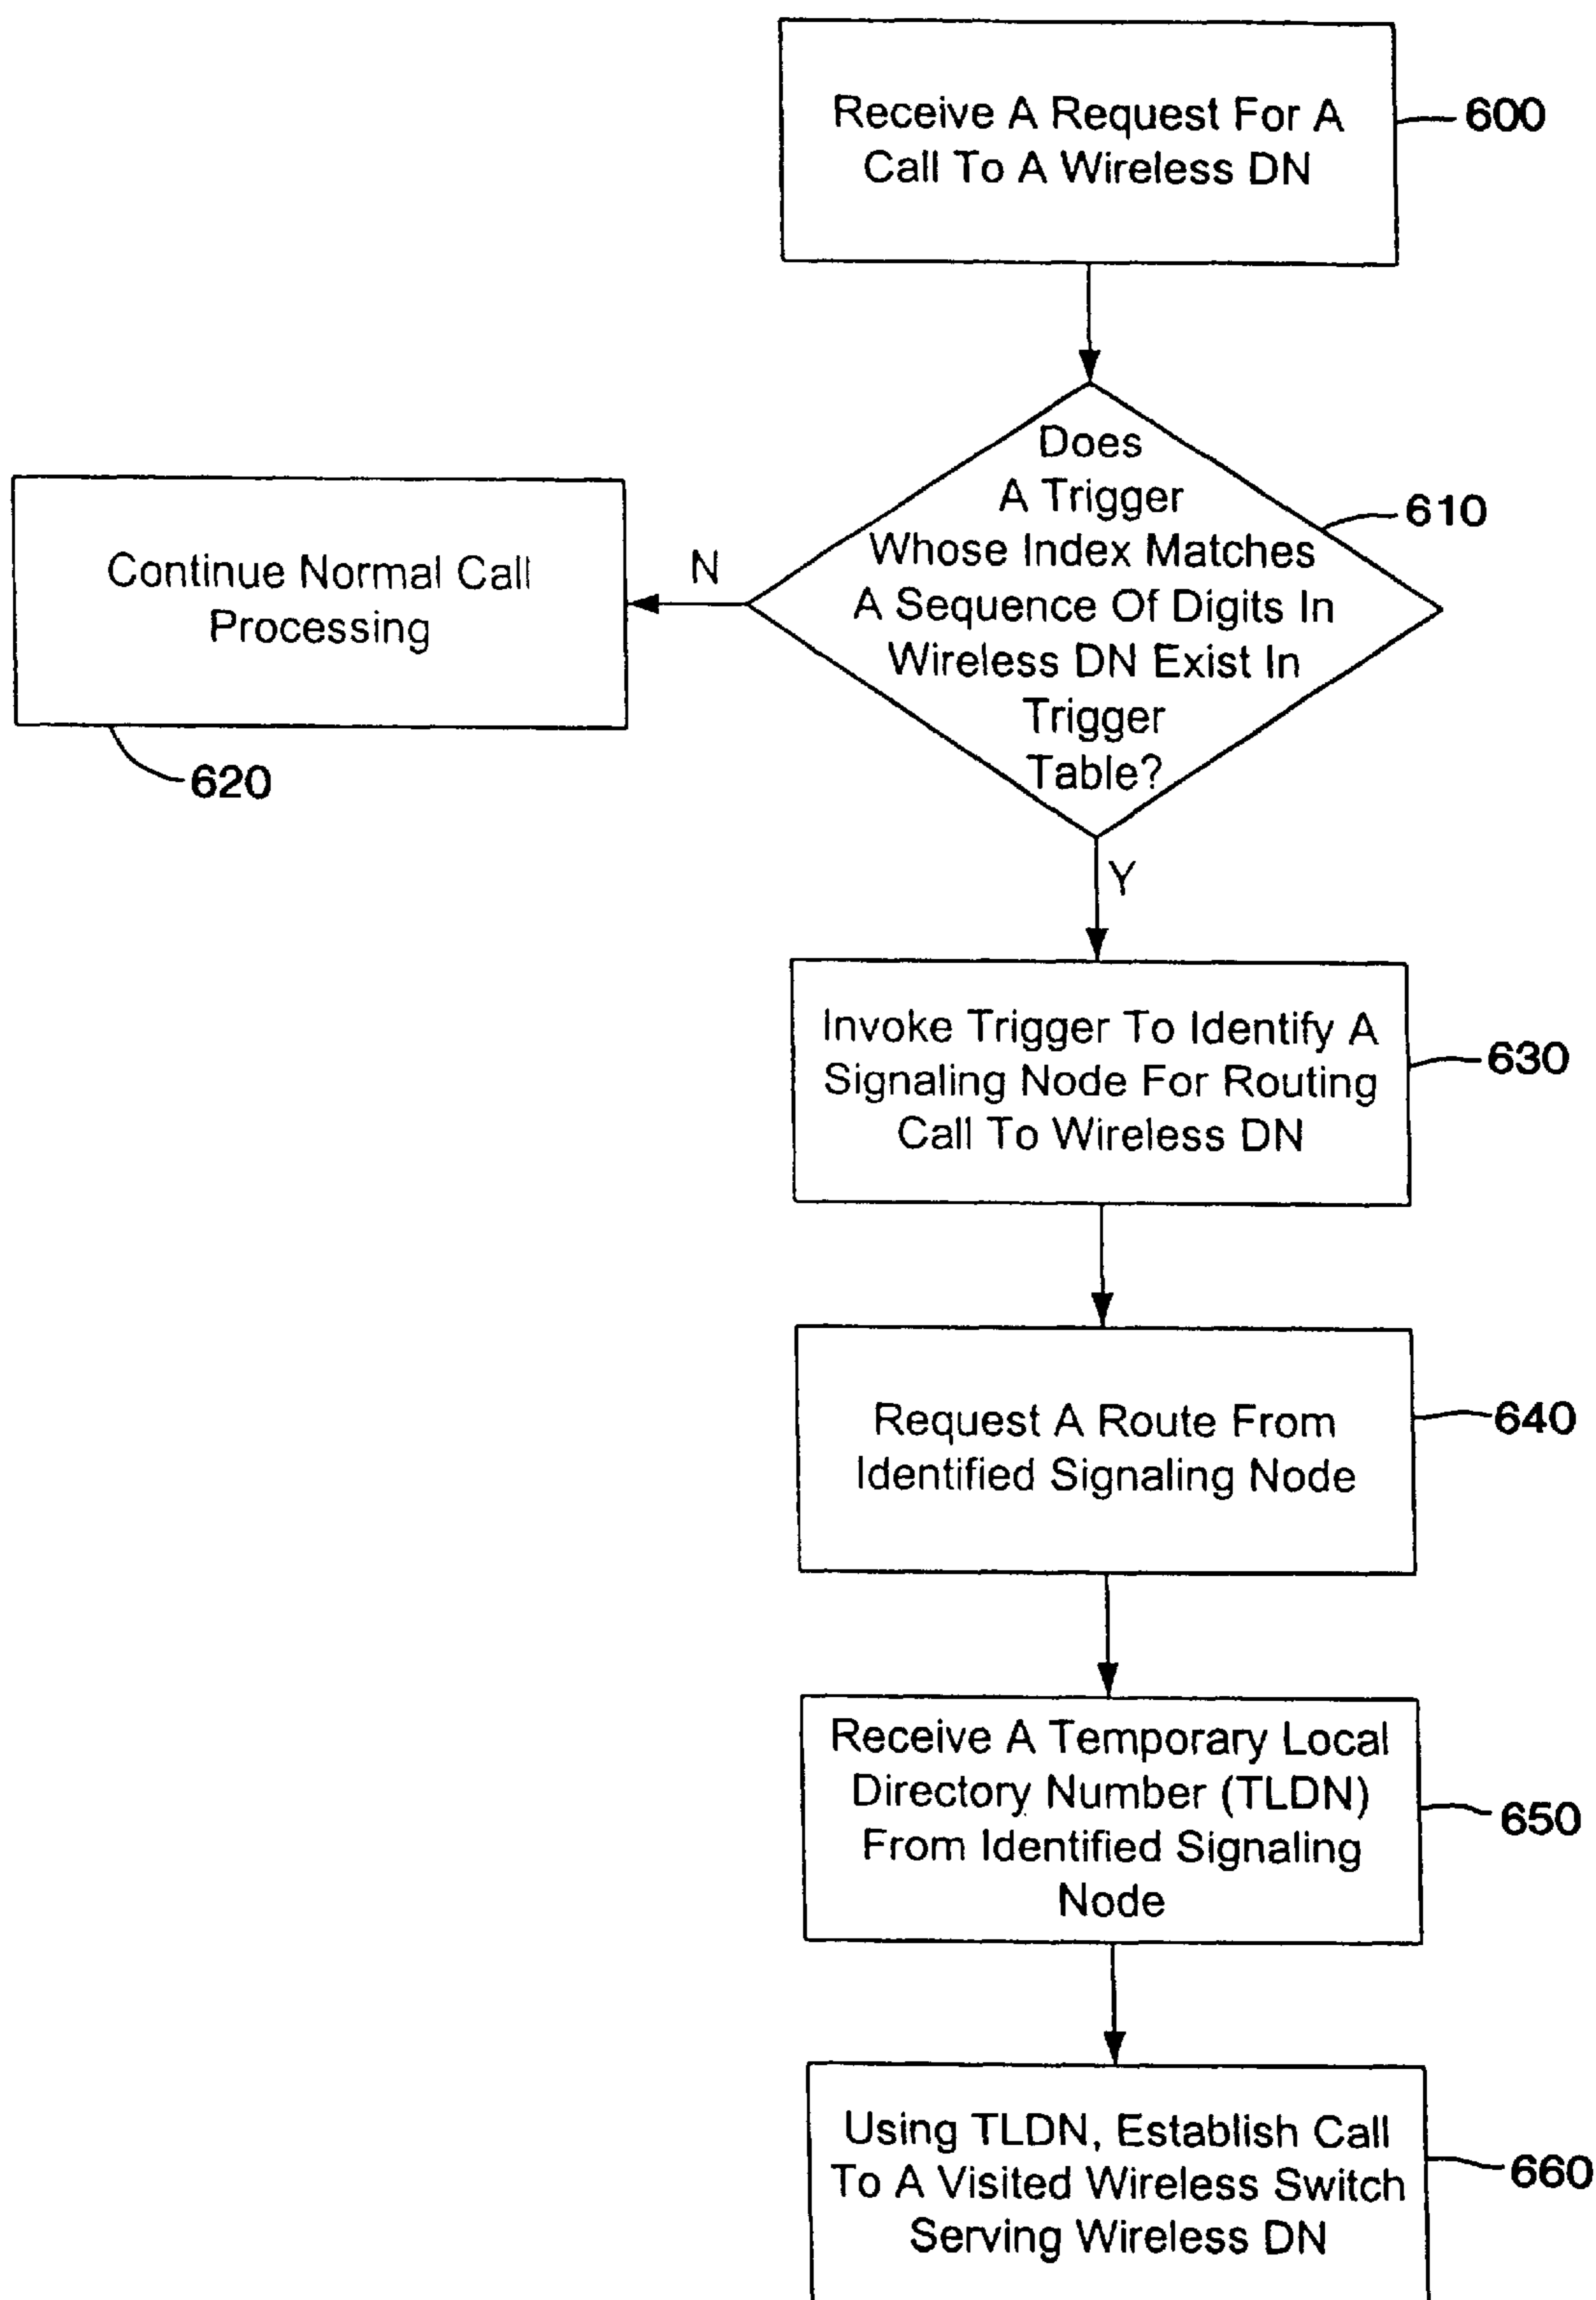 Receive A Request For A
Call To A Wireless DN
600
Does
A Trigger
Whose Index Matches
A Sequence Of Digits In
Wireless DN Exist In
Trigger
Table?
610
N
Continue Normal Call
Processing
620
Y
Invoke Trigger To Identify A
Signaling Node For Routing
Call To Wireless DN
630
Request A Route From
Identified Signaling Node
640
Receive A Temporary Local
Directory Number (TLDN)
From Identified Signaling
Node
650
Using TLDN, Establish Call
To A Visited Wireless Switch
Serving Wireless DN
660